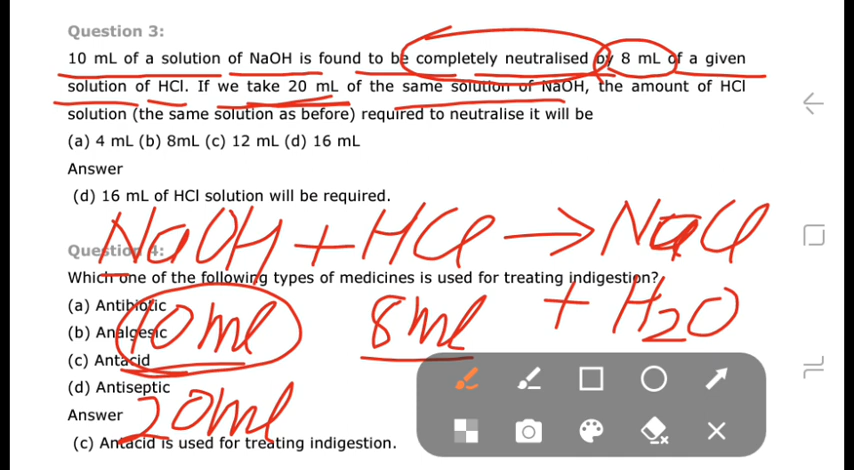 Question 3:
10 mL of a solution of NaOH is found to be completely neutralised by 8 mL of a given
solution of HCl. If we take 20 mL of the same solution of NaOH, the amount of HCl
solution (the same solution as before) required to neutralise it will be
(a) 4 mL (b) 8mL (c) 12 mL (d) 16 mL
Answer
(d) 16 mL of HCl solution will be required.
NaOH + HCl → NaCl
Question 4:
Which one of the following types of medicines is used for treating indigestion?
+ H2O
(a) Antibiotic
10ml 8ml
(b) Analgesic
(c) Antacid
(d) Antiseptic
20ml
Answer
(c) Antacid is used for treating indigestion.